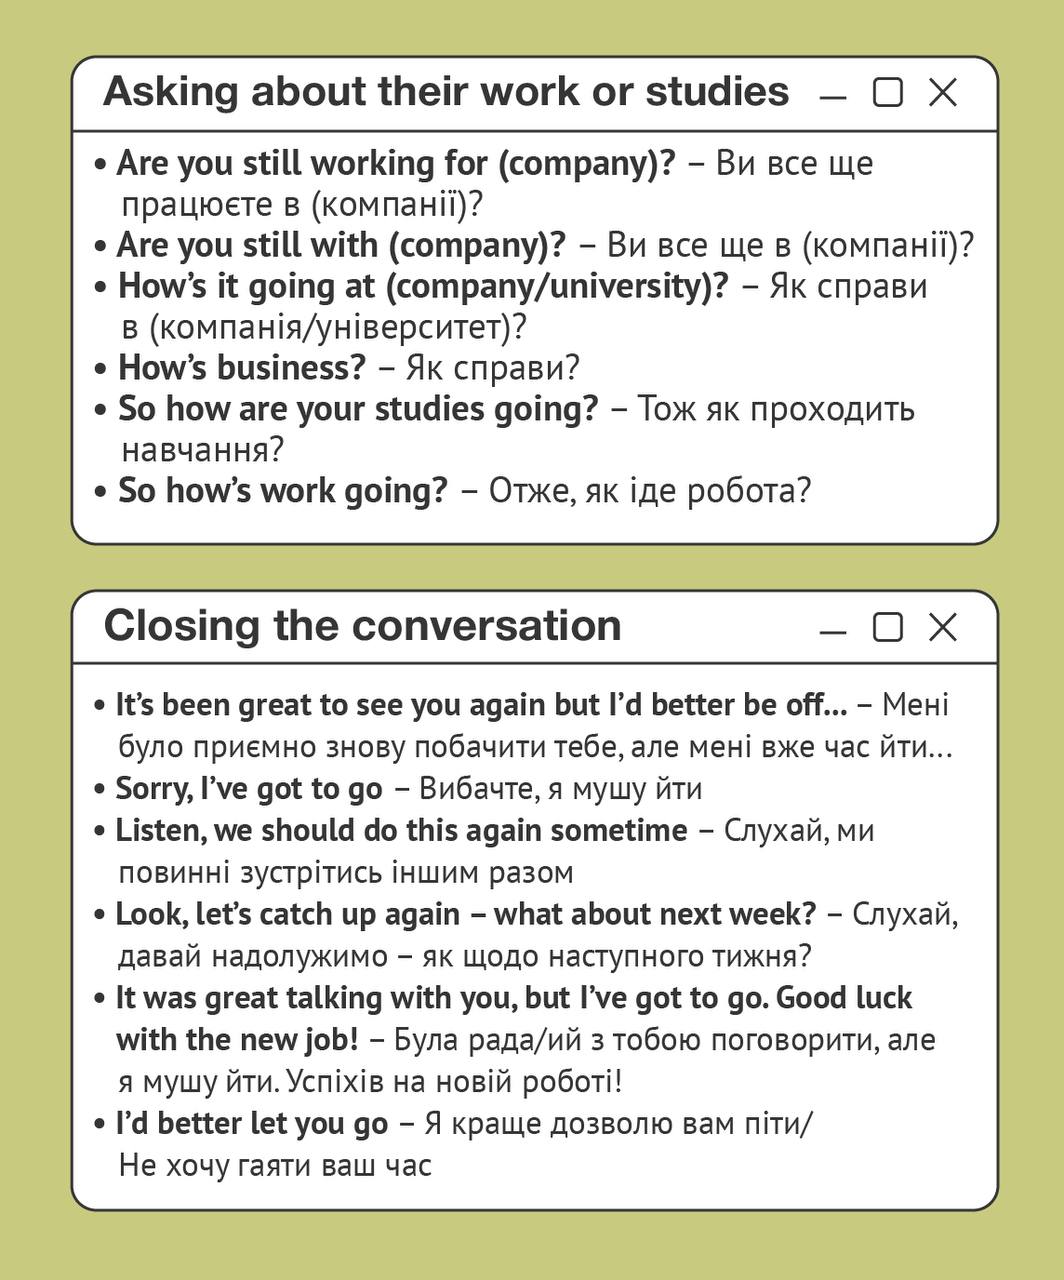 Asking about their work or studies
• Are you still working for (company)? – Ви все ще
працюєте в (компанії)?
• Are you still with (company)? – Ви все ще в (компанії)?
• How’s it going at (company/university)? – Як справи
в (компанія/університет)?
• How’s business? – Як справи?
• So how are your studies going? – Тож як проходить
навчання?
• So how’s work going? – Отже, як іде робота?
Closing the conversation
• It’s been great to see you again but I’d better be off... – Мені
було приємно знову побачити тебе, але мені вже час йти...
• Sorry, I’ve got to go – Вибачте, я мушу йти
• Listen, we should do this again sometime – Слухай, ми
повинні зустрітись іншим разом
• Look, let’s catch up again – what about next week? – Слухай,
давай надолужимо – як щодо наступного тижня?
• It was great talking with you, but I’ve got to go. Good luck
with the new job! – Була рада/ий з тобою поговорити, але
я мушу йти. Успіхів на новій роботі!
• I’d better let you go – Я краще дозволю вам піти/
Не хочу гаяти ваш час